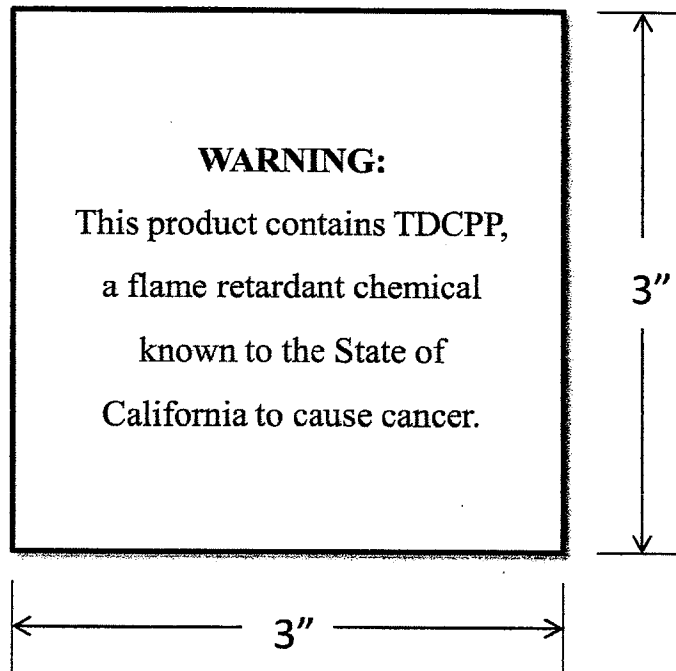 WARNING:
This product contains TDCPP,
a flame retardant chemical
known to the State of
California to cause cancer.
3"
3"